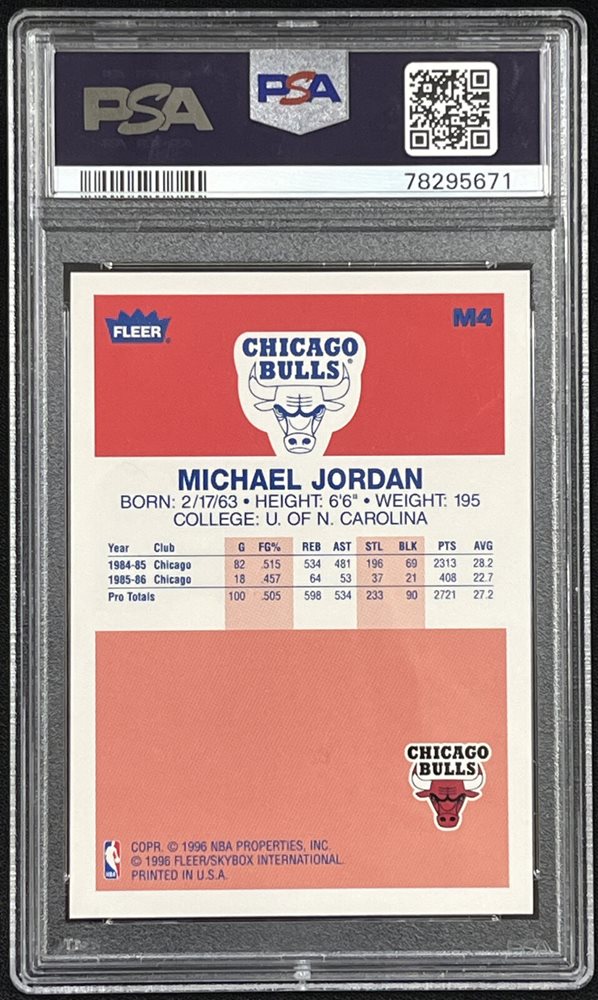 PSA
PSA
78295671
FLEER®
M4
CHICAGO
BULLS®
MICHAEL JORDAN
BORN: 2/17/63 • HEIGHT: 6'6" • WEIGHT: 195
COLLEGE: U. OF N. CAROLINA
Year Club G FG% REB AST STL BLK PTS AVG
1984-85 Chicago 82 .515 534 481 196 69 2313 28.2
1985-86 Chicago 18 .457 64 53 37 21 408 22.7
Pro Totals 100 .505 598 534 233 90 2721 27.2
CHICAGO
BULLS
NBA
COPR. © 1996 NBA PROPERTIES, INC.
© 1996 FLEER/SKYBOX INTERNATIONAL.
PRINTED IN U.S.A.
PSA